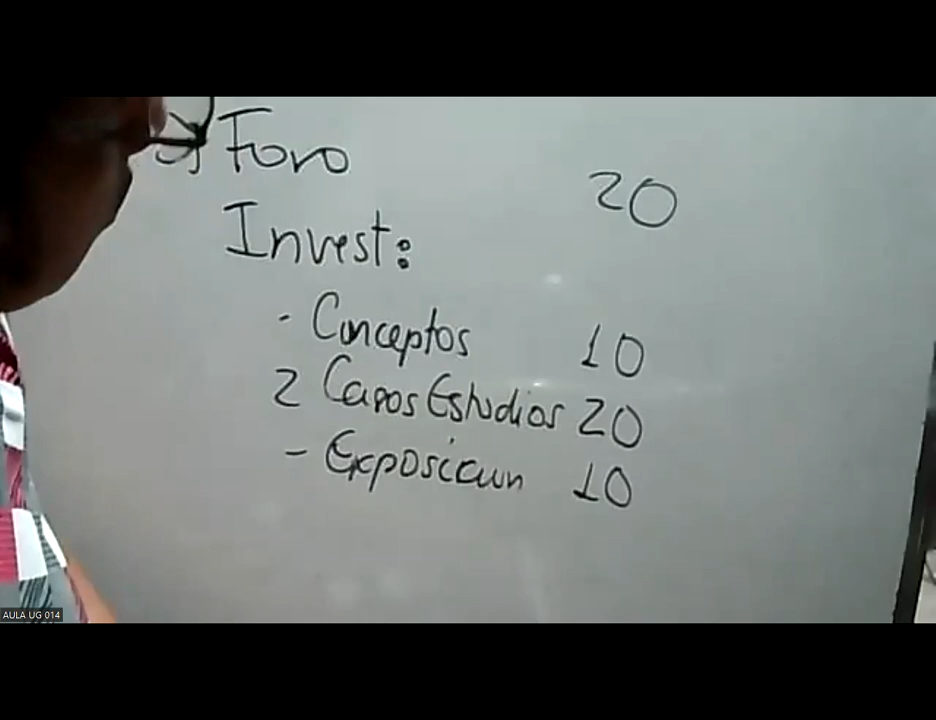 Foro
20
Invest:
- Conceptos 10
2 Casos Estudios 20
- Exposicion 10
AULA UG 014